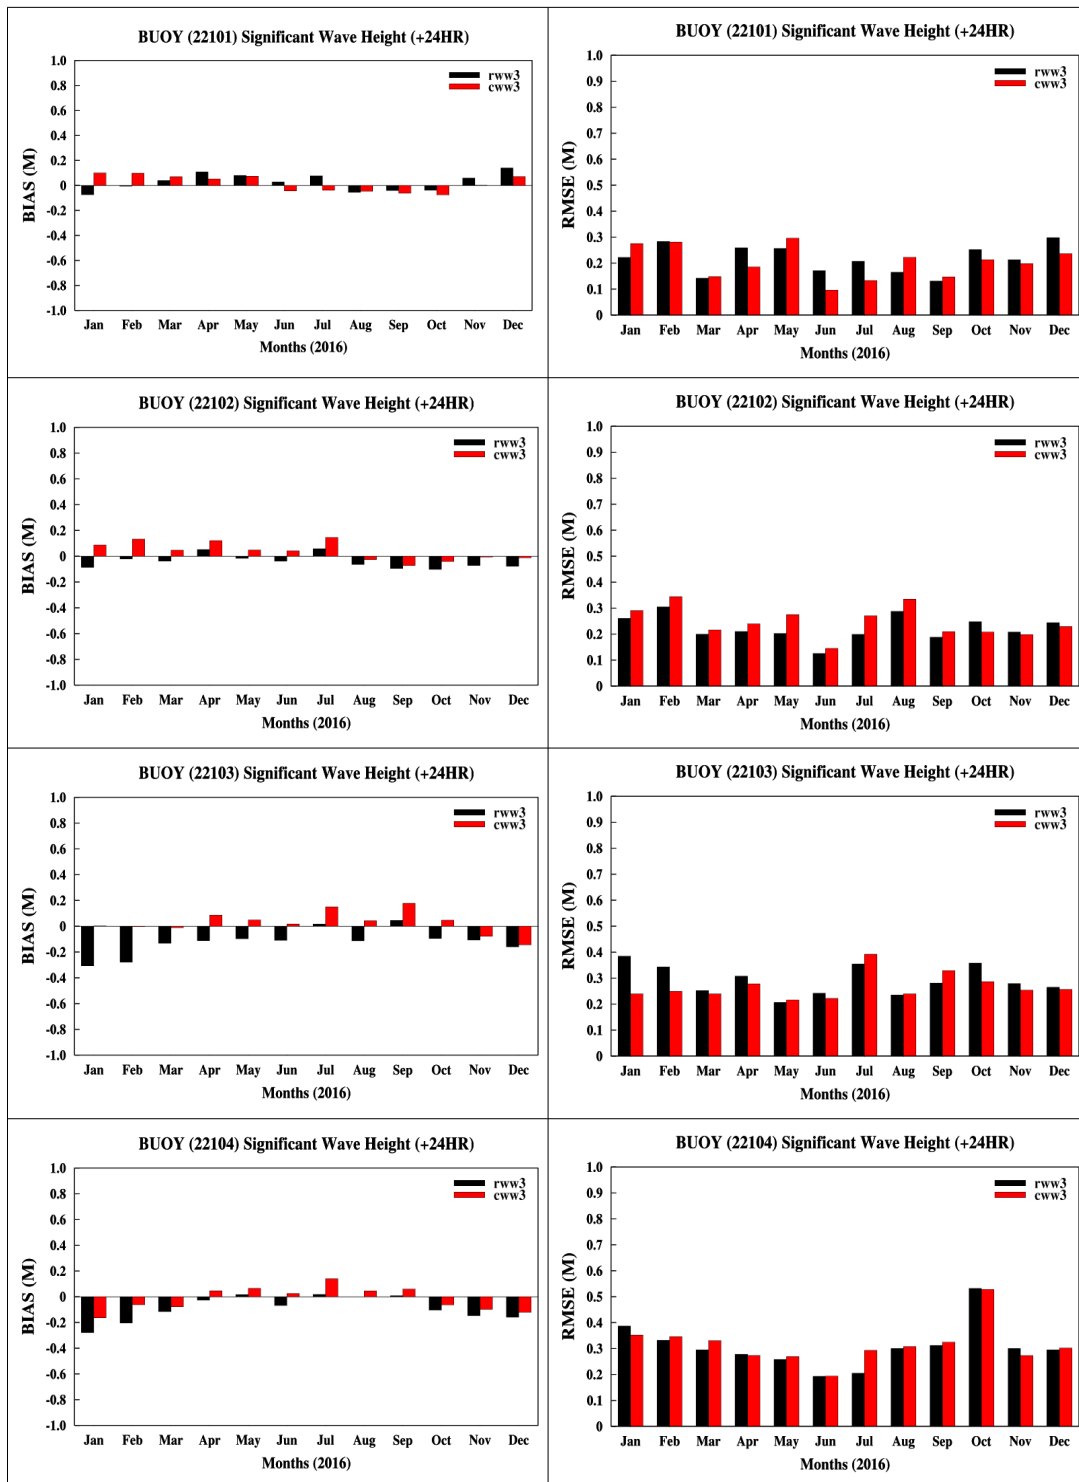 BUOY (22101) Significant Wave Height (+24HR)
1.0
0.8
0.6
0.4
0.2
0
-0.2
-0.4
-0.6
-0.8
-1.0
BIAS (M)
rww3
cww3
Jan Feb Mar Apr May Jun Jul Aug Sep Oct Nov Dec
Months (2016)
BUOY (22101) Significant Wave Height (+24HR)
1
0.9
0.8
0.7
0.6
0.5
0.4
0.3
0.2
0.1
0
RMSE (M)
rww3
cww3
Jan Feb Mar Apr May Jun Jul Aug Sep Oct Nov Dec
Months (2016)
BUOY (22102) Significant Wave Height (+24HR)
1.0
0.8
0.6
0.4
0.2
0
-0.2
-0.4
-0.6
-0.8
-1.0
BIAS (M)
rww3
cww3
Jan Feb Mar Apr May Jun Jul Aug Sep Oct Nov Dec
Months (2016)
BUOY (22102) Significant Wave Height (+24HR)
1
0.9
0.8
0.7
0.6
0.5
0.4
0.3
0.2
0.1
0
RMSE (M)
rww3
cww3
Jan Feb Mar Apr May Jun Jul Aug Sep Oct Nov Dec
Months (2016)
BUOY (22103) Significant Wave Height (+24HR)
1.0
0.8
0.6
0.4
0.2
0
-0.2
-0.4
-0.6
-0.8
-1.0
BIAS (M)
rww3
cww3
Jan Feb Mar Apr May Jun Jul Aug Sep Oct Nov Dec
Months (2016)
BUOY (22103) Significant Wave Height (+24HR)
1
0.9
0.8
0.7
0.6
0.5
0.4
0.3
0.2
0.1
0
RMSE (M)
rww3
cww3
Jan Feb Mar Apr May Jun Jul Aug Sep Oct Nov Dec
Months (2016)
BUOY (22104) Significant Wave Height (+24HR)
1.0
0.8
0.6
0.4
0.2
0
-0.2
-0.4
-0.6
-0.8
-1.0
BIAS (M)
rww3
cww3
Jan Feb Mar Apr May Jun Jul Aug Sep Oct Nov Dec
Months (2016)
BUOY (22104) Significant Wave Height (+24HR)
1
0.9
0.8
0.7
0.6
0.5
0.4
0.3
0.2
0.1
0
RMSE (M)
rww3
cww3
Jan Feb Mar Apr May Jun Jul Aug Sep Oct Nov Dec
Months (2016)